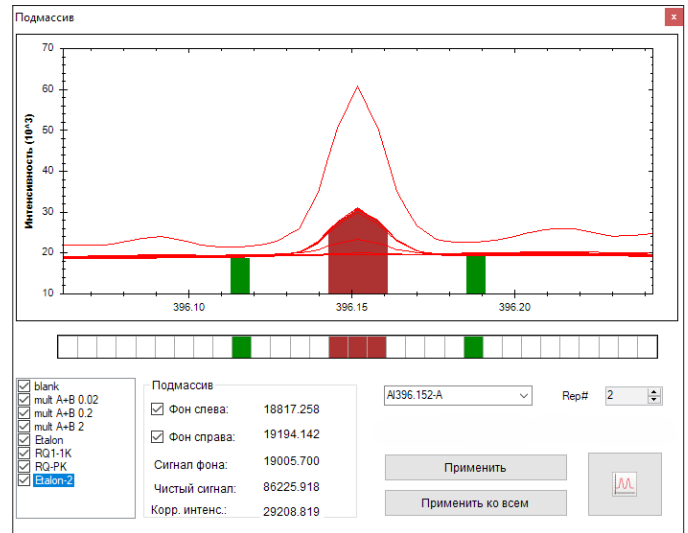 Подмассив
x
Интенсивность (10^3)
70
60
50
40
30
20
10
396.10
396.15
396.20
blank
mult A+B 0.02
mult A+B 0.2
mult A+B 2
Etalon
RQ1-1K
RQ-PK
Etalon-2
Подмассив
Фон слева: 18817.258
Фон справа: 19194.142
Сигнал фона: 19005.700
Чистый сигнал: 86225.918
Корр. интенс.: 29208.819
Al396.152-A
Rep# 2
Применить
Применить ко всем